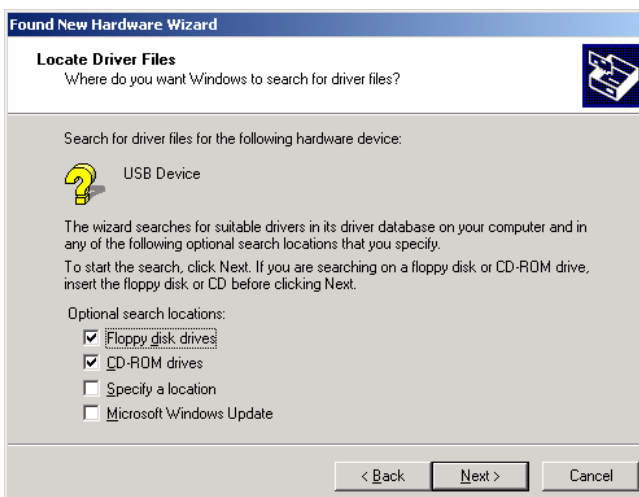 Found New Hardware Wizard
Locate Driver Files
Where do you want Windows to search for driver files?
Search for driver files for the following hardware device:
USB Device
The wizard searches for suitable drivers in its driver database on your computer and in
any of the following optional search locations that you specify.
To start the search, click Next. If you are searching on a floppy disk or CD-ROM drive,
insert the floppy disk or CD before clicking Next.
Optional search locations:
Floppy disk drives
CD-ROM drives
Specify a location
Microsoft Windows Update
< Back
Next >
Cancel